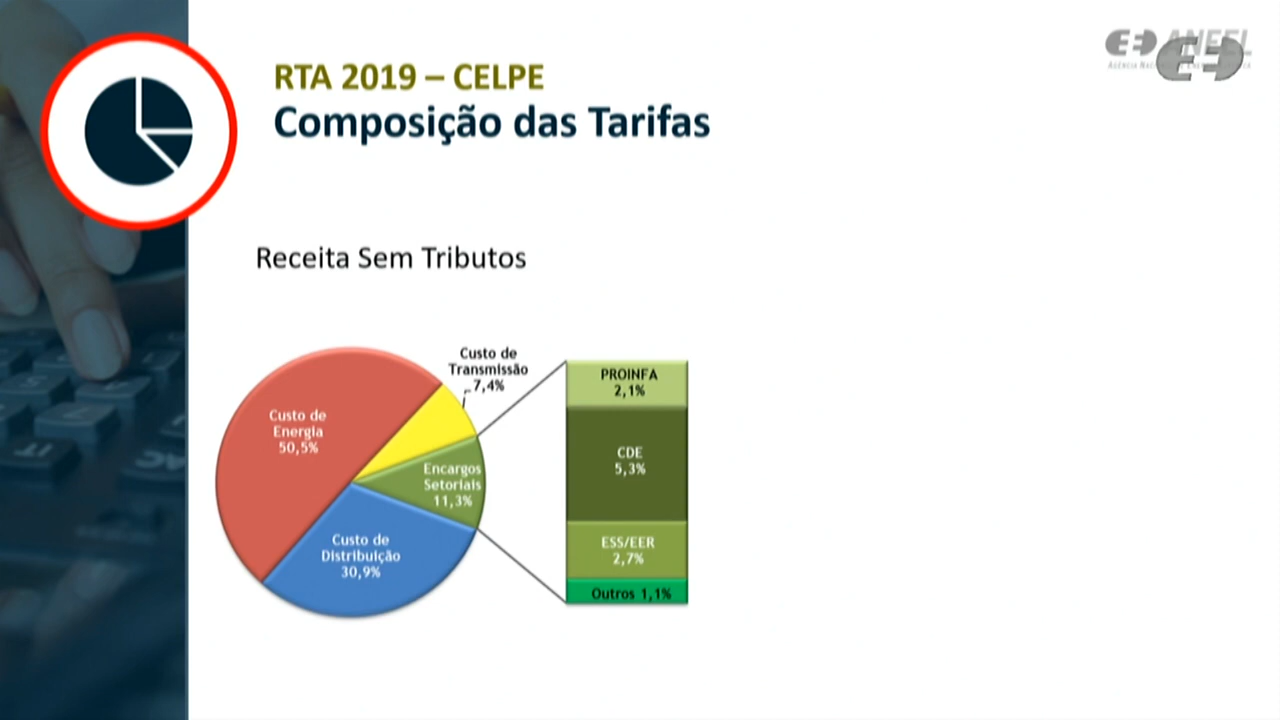 RTA 2019 – CELPE
Composição das Tarifas
ANEEL
Receita Sem Tributos
Custo de
Transmissão
7,4%
Custo de
Energia
50,5%
Encargos
Setoriais
11,3%
Custo de
Distribuição
30,9%
PROINFA
2,1%
CDE
5,3%
ESS/EER
2,7%
Outros 1,1%